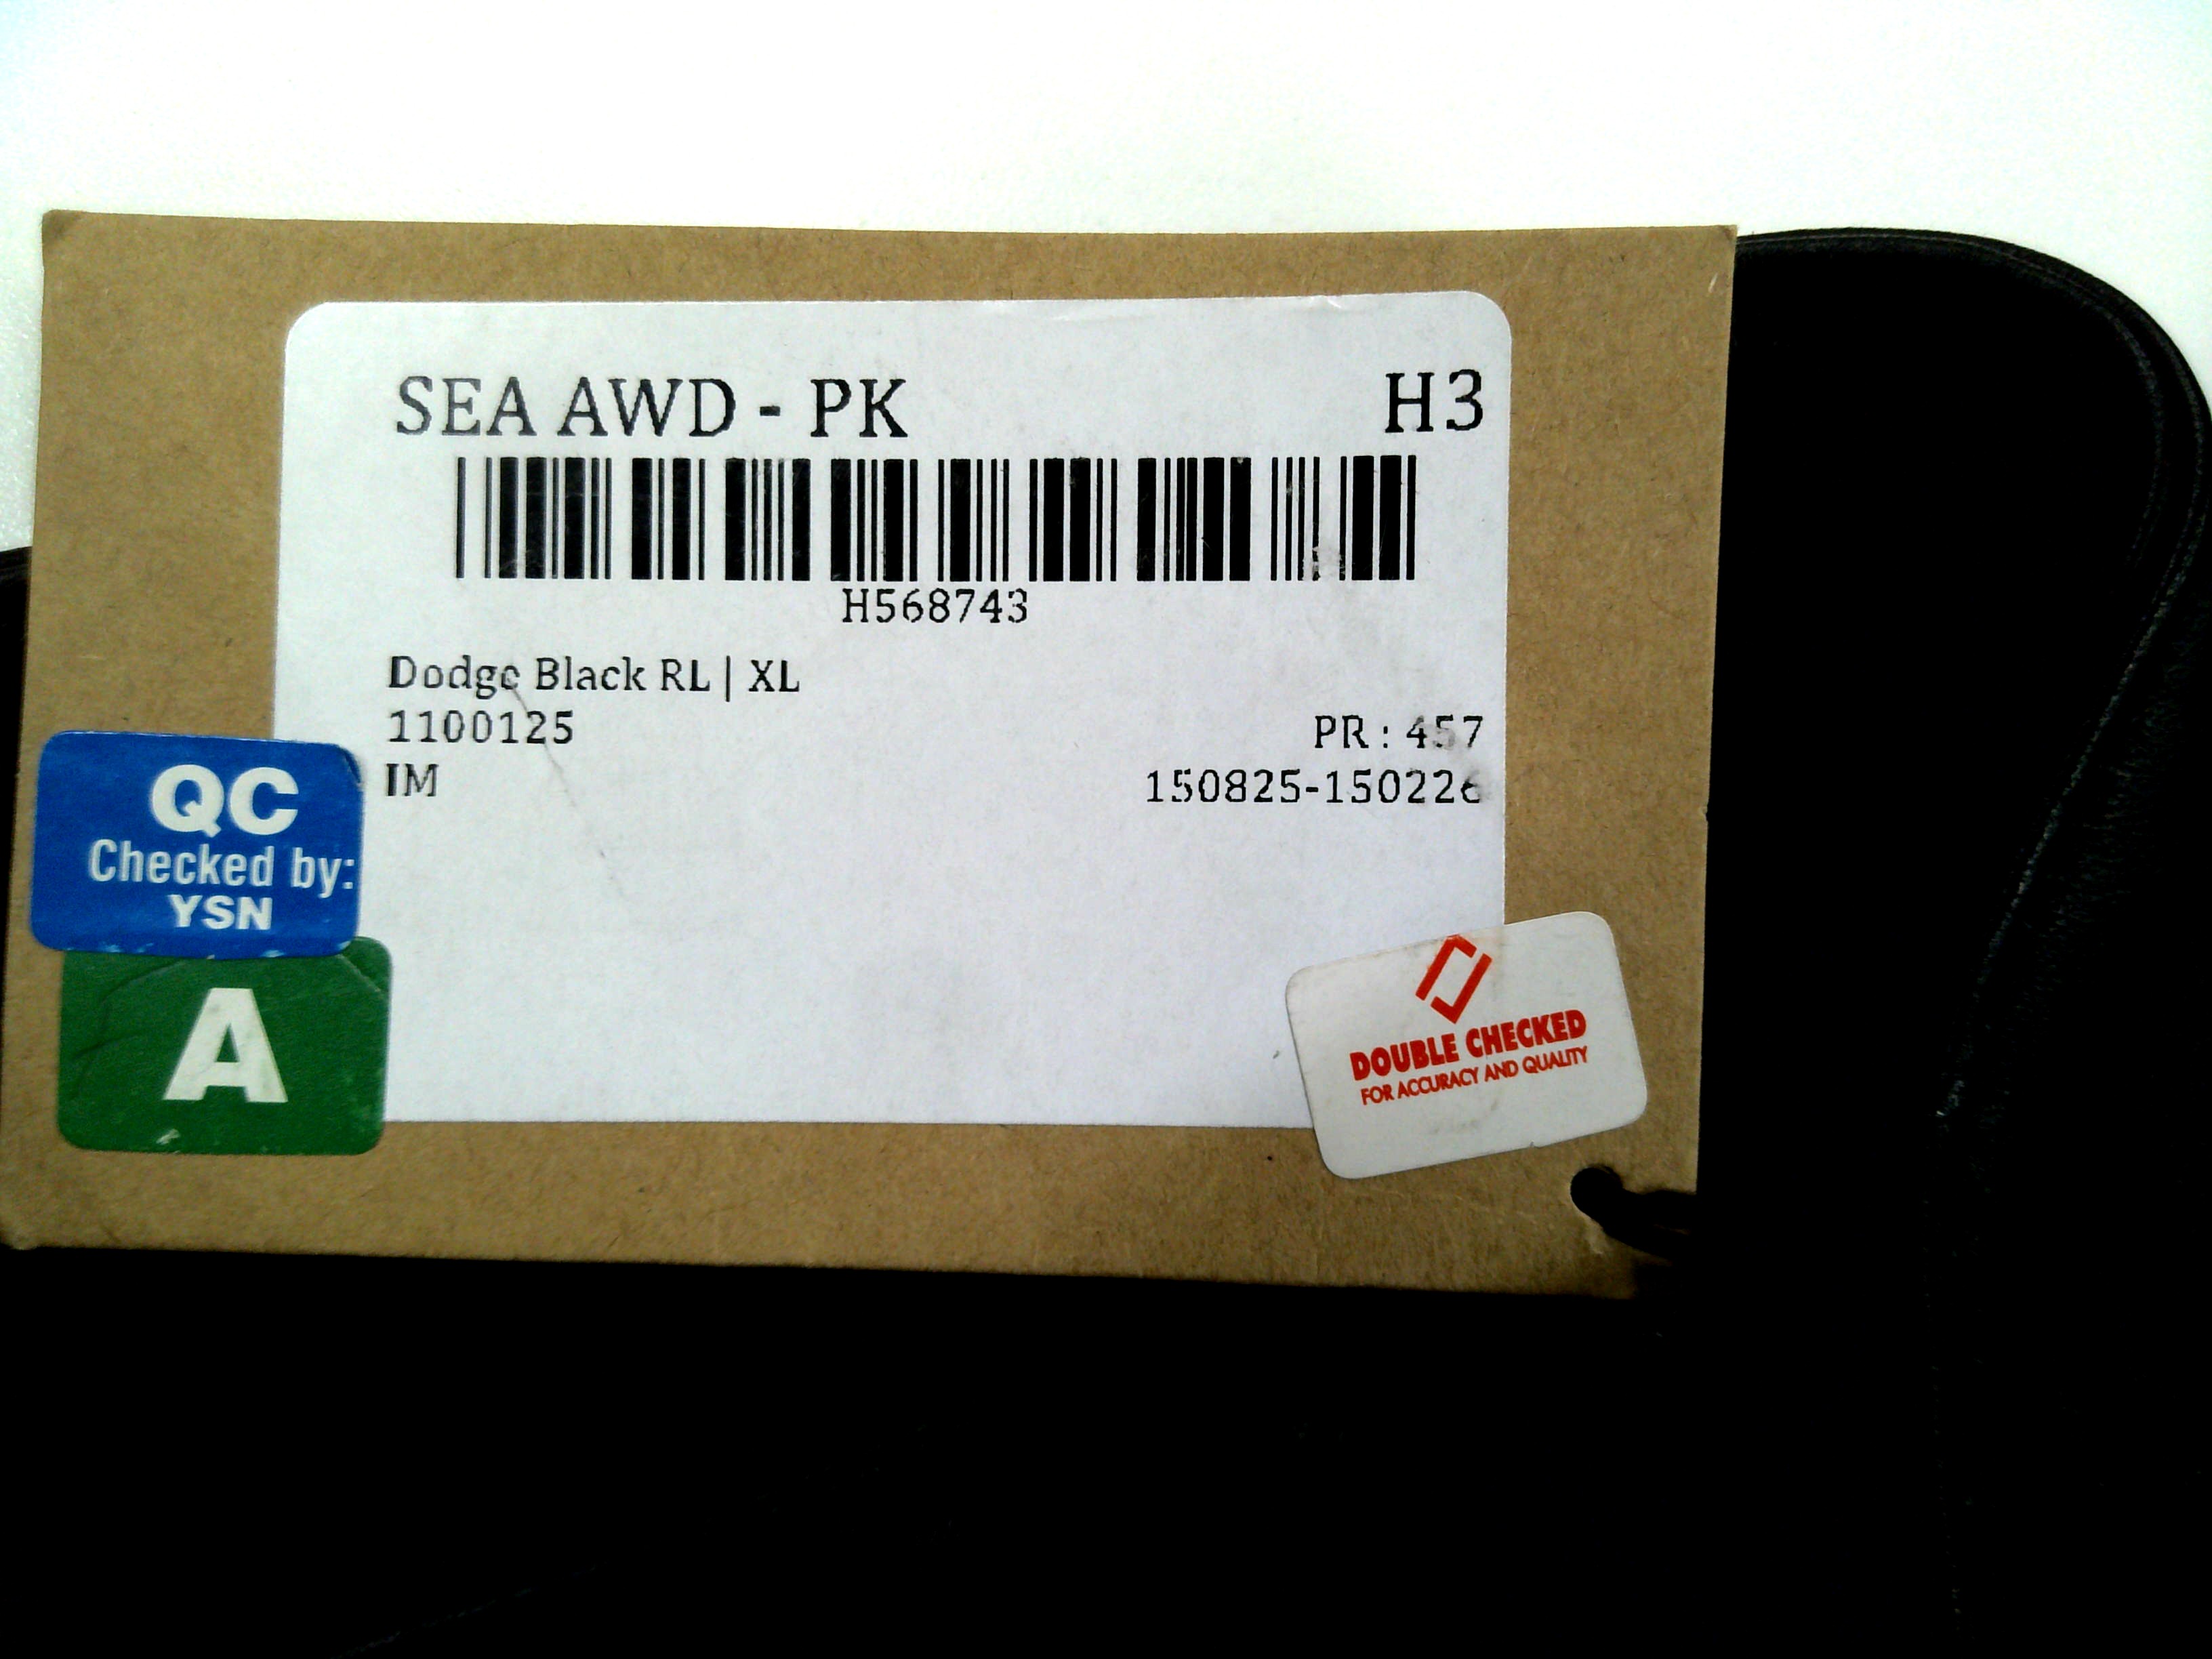 SEA AWD - PK H3
H568743
Dodge Black RL | XL
1100125 PR : 457
IM 150825-150226
QC
Checked by:
YSN
A
DOUBLE CHECKED
FOR ACCURACY AND QUALITY